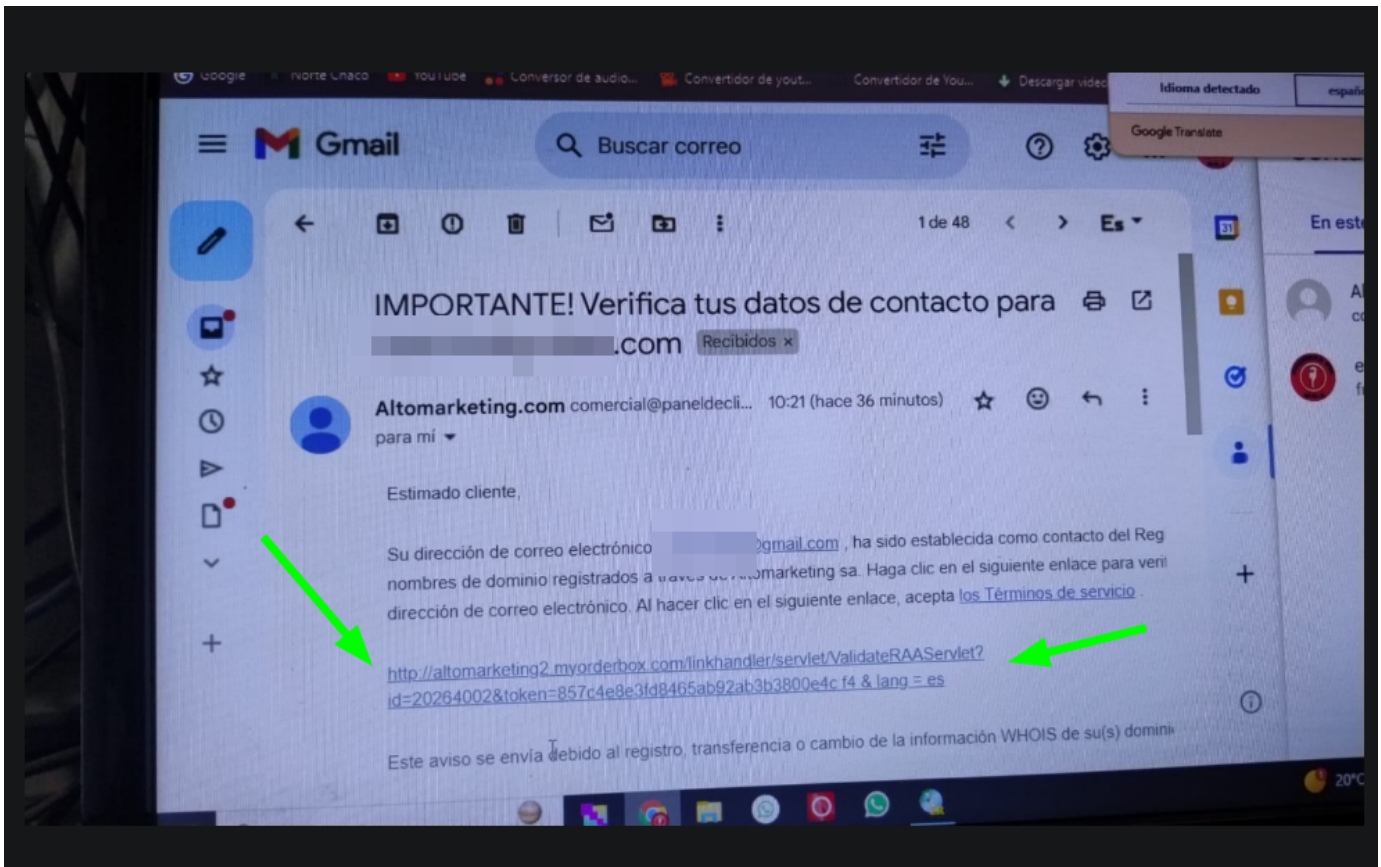 Google
Norte Chaco
YouTube
Conversor de audio...
Convertidor de yout...
Convertidor de You...
Descargar videc
Idioma detectado
españ
Google Translate
Gmail
Buscar correo
1 de 48
Es
31
En este
IMPORTANTE! Verifica tus datos de contacto para
.com
Recibidos x
Altomarketing.com comercial@paneldecli... 10:21 (hace 36 minutos)
para mí
Estimado cliente,
Su dirección de correo electrónico @gmail.com , ha sido establecida como contacto del Reg
nombres de dominio registrados a través de Altomarketing sa. Haga clic en el siguiente enlace para veri
dirección de correo electrónico. Al hacer clic en el siguiente enlace, acepta los Términos de servicio .
http://altomarketing2.myorderbox.com/linkhandler/servlet/ValidateRAAServlet?
id=20264002&token=857c4e8e3fd8465ab92ab3b3800e4c f4 & lang = es
Este aviso se envía debido al registro, transferencia o cambio de la información WHOIS de su(s) domini
20°C